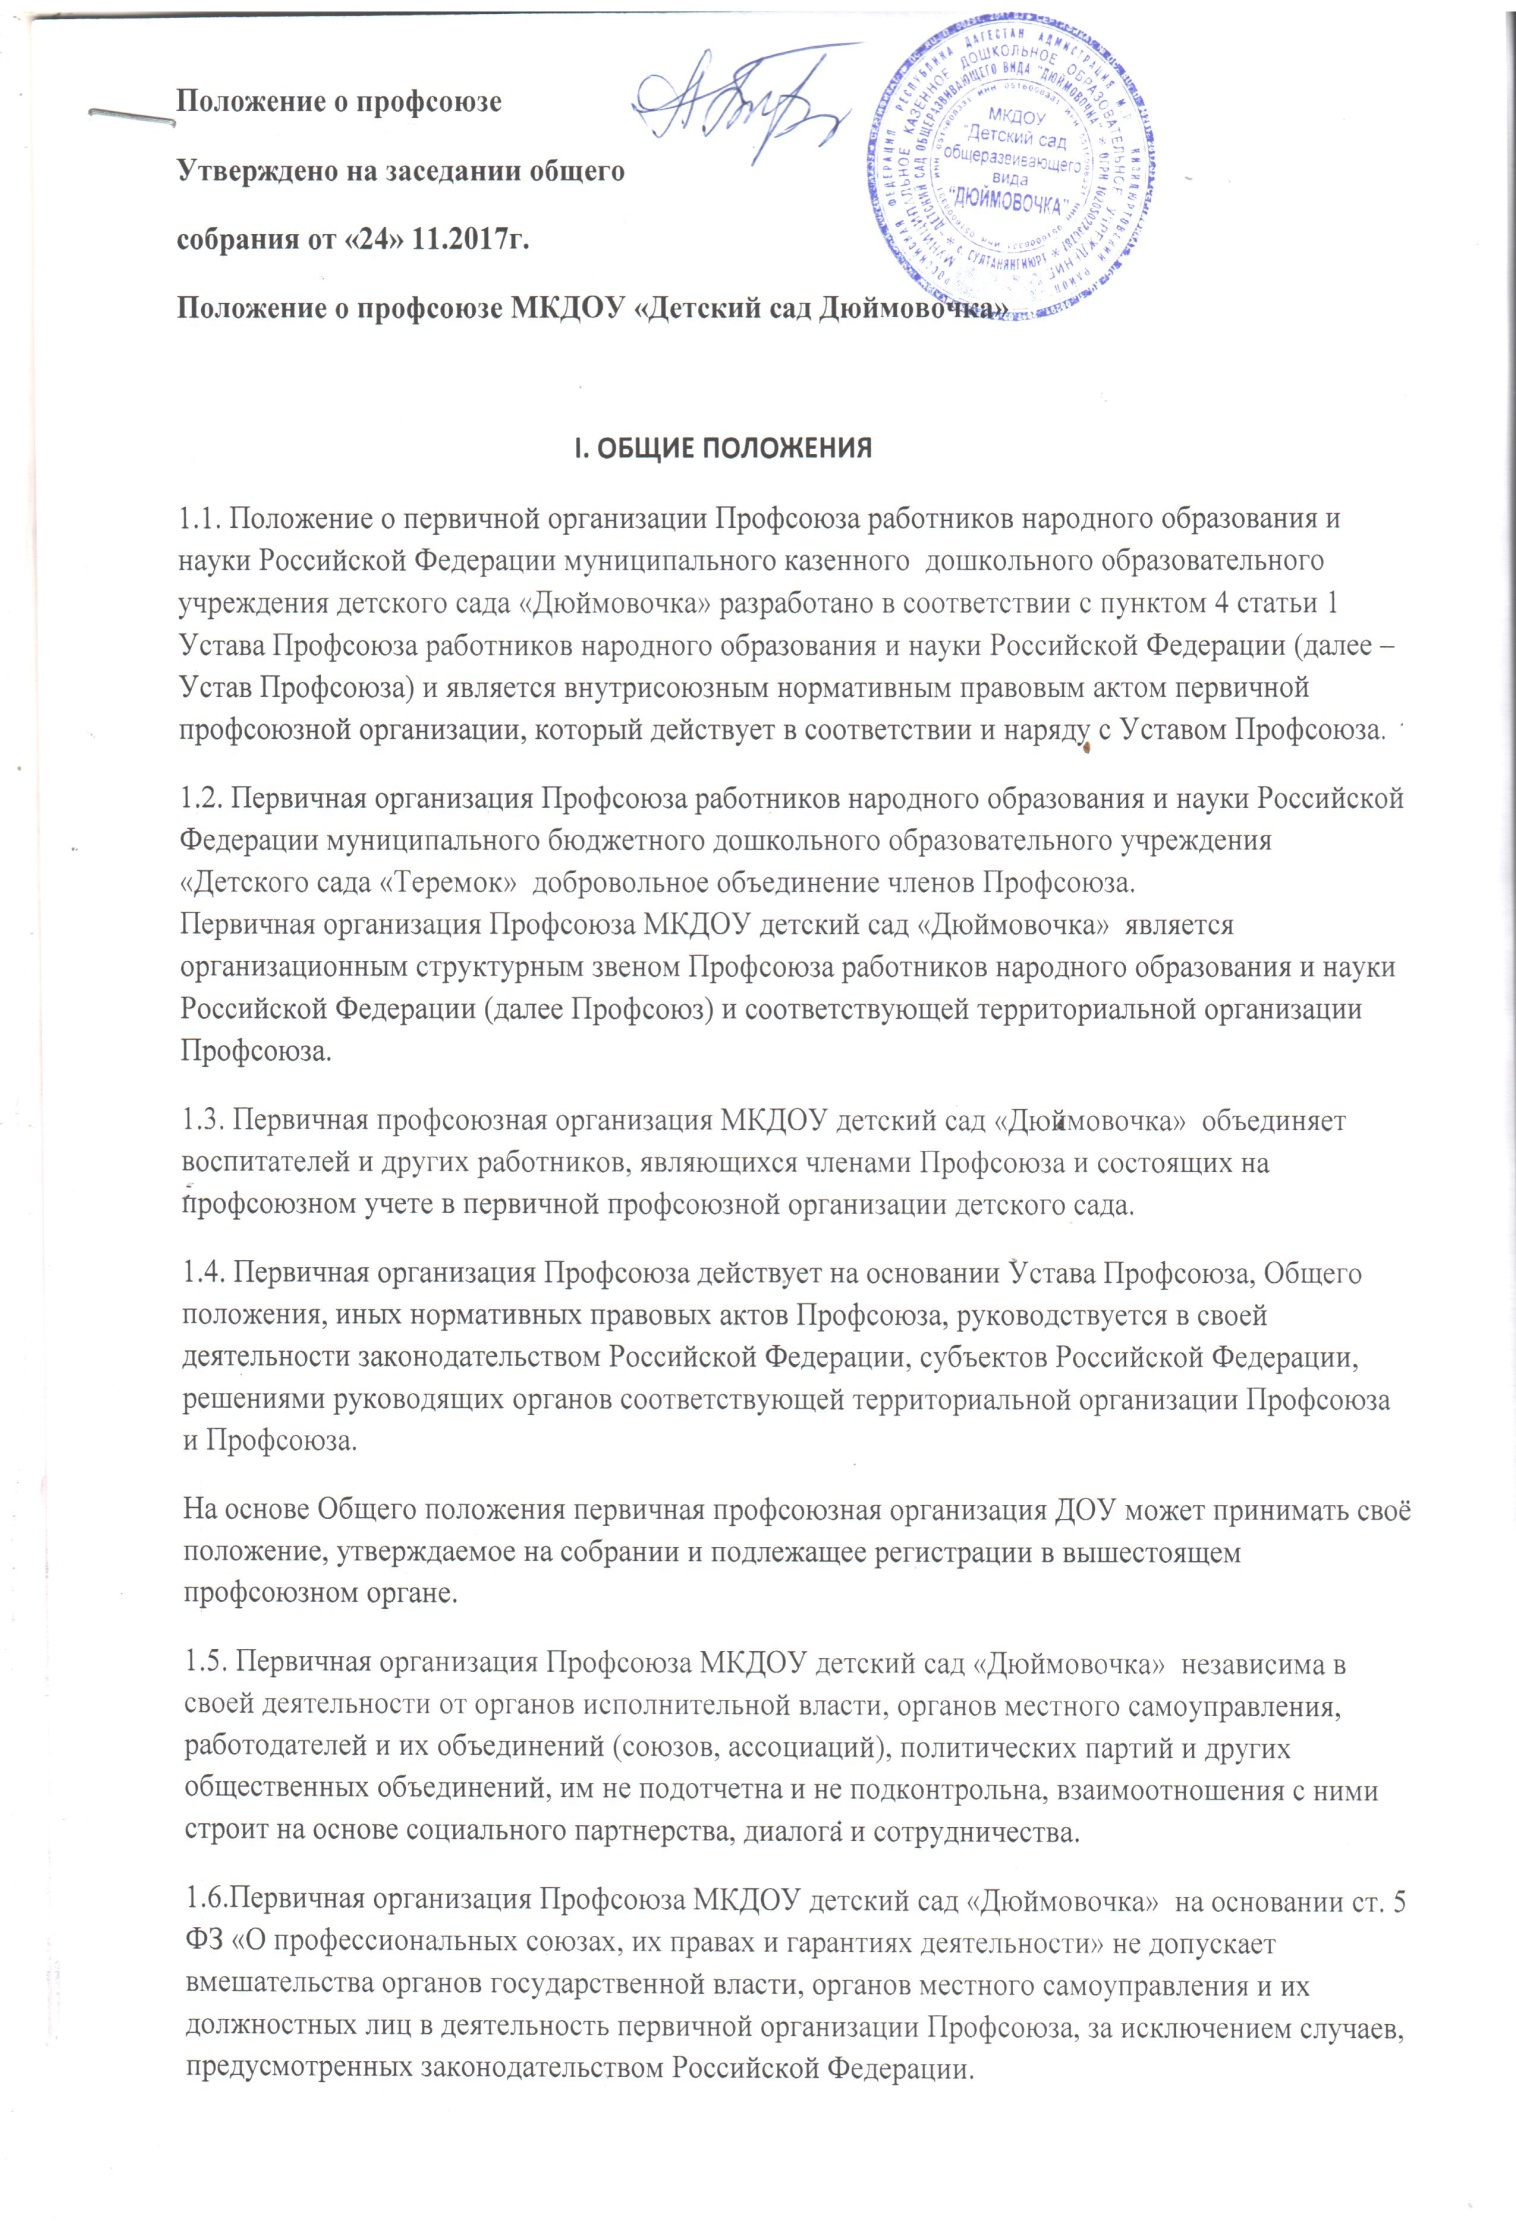 Положение о профсоюзе
Утверждено на заседании общего
собрания от «24» 11.2017г.
Положение о профсоюзе МКДОУ «Детский сад Дюймовочка»
МКДОУ
"Детский сад
общеразвивающего
вида
"ДЮЙМОВОЧКА"
I. ОБЩИЕ ПОЛОЖЕНИЯ
1.1. Положение о первичной организации Профсоюза работников народного образования и
науки Российской Федерации муниципального казенного  дошкольного образовательного
учреждения детского сада «Дюймовочка» разработано в соответствии с пунктом 4 статьи 1
Устава Профсоюза работников народного образования и науки Российской Федерации (далее –
Устав Профсоюза) и является внутрисоюзным нормативным правовым актом первичной
профсоюзной организации, который действует в соответствии и наряду с Уставом Профсоюза.
1.2. Первичная организация Профсоюза работников народного образования и науки Российской
Федерации муниципального бюджетного дошкольного образовательного учреждения
«Детского сада «Теремок»  добровольное объединение членов Профсоюза.
Первичная организация Профсоюза МКДОУ детский сад «Дюймовочка»  является
организационным структурным звеном Профсоюза работников народного образования и науки
Российской Федерации (далее Профсоюз) и соответствующей территориальной организации
Профсоюза.
1.3. Первичная профсоюзная организация МКДОУ детский сад «Дюймовочка»  объединяет
воспитателей и других работников, являющихся членами Профсоюза и состоящих на
профсоюзном учете в первичной профсоюзной организации детского сада.
1.4. Первичная организация Профсоюза действует на основании Устава Профсоюза, Общего
положения, иных нормативных правовых актов Профсоюза, руководствуется в своей
деятельности законодательством Российской Федерации, субъектов Российской Федерации,
решениями руководящих органов соответствующей территориальной организации Профсоюза
и Профсоюза.
На основе Общего положения первичная профсоюзная организация ДОУ может принимать своё
положение, утверждаемое на собрании и подлежащее регистрации в вышестоящем
профсоюзном органе.
1.5. Первичная организация Профсоюза МКДОУ детский сад «Дюймовочка»  независима в
своей деятельности от органов исполнительной власти, органов местного самоуправления,
работодателей и их объединений (союзов, ассоциаций), политических партий и других
общественных объединений, им не подотчетна и не подконтрольна, взаимоотношения с ними
строит на основе социального партнерства, диалога и сотрудничества.
1.6.Первичная организация Профсоюза МКДОУ детский сад «Дюймовочка»  на основании ст. 5
ФЗ «О профессиональных союзах, их правах и гарантиях деятельности» не допускает
вмешательства органов государственной власти, органов местного самоуправления и их
должностных лиц в деятельность первичной организации Профсоюза, за исключением случаев,
предусмотренных законодательством Российской Федерации.